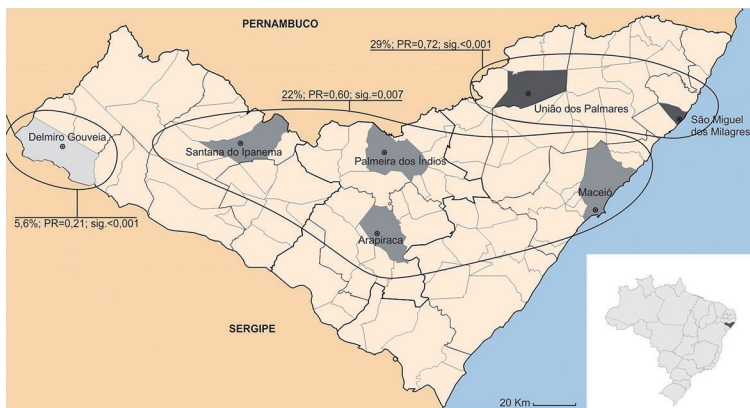 PERNAMBUCO
29%; PR=0,72; sig.<0,001
22%; PR=0,60; sig.=0,007
União dos Palmares
São Miguel
dos Milagres
Delmiro Gouveia
Santana do Ipanema
Palmeira dos Índios
Maceió
5,6%; PR=0,21; sig.<0,001
Arapiraca
SERGIPE
20 Km